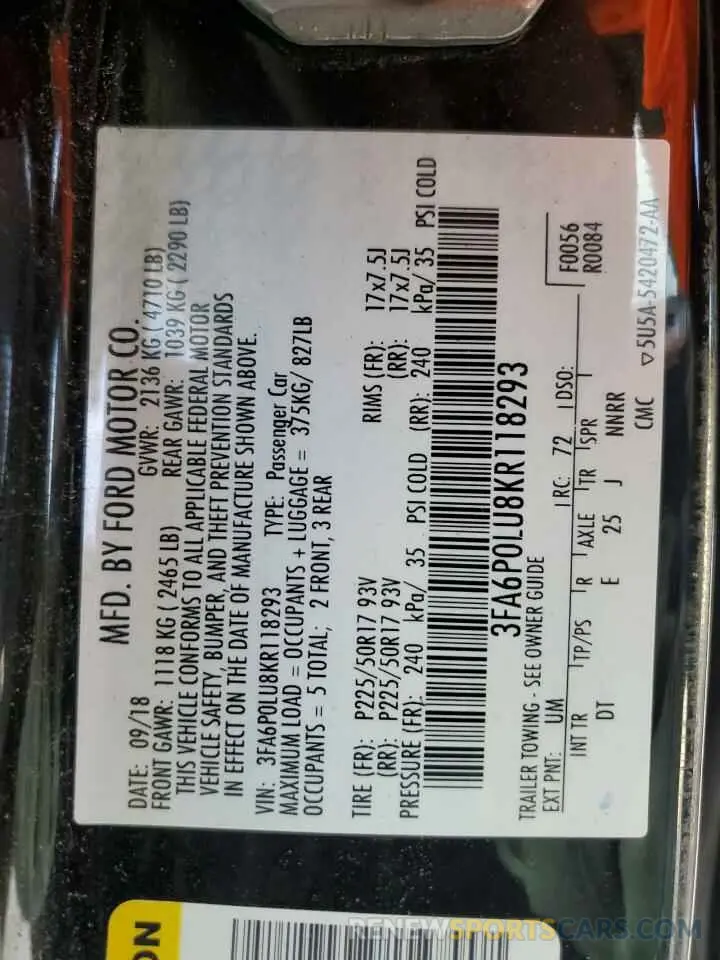 MFD. BY FORD MOTOR CO.
DATE: 09/18 GVWR: 2136 KG ( 4710 LB)
FRONT GAWR: 1118 KG ( 2465 LB) REAR GAWR: 1039 KG ( 2290 LB)
THIS VEHICLE CONFORMS TO ALL APPLICABLE FEDERAL MOTOR
VEHICLE SAFETY, BUMPER, AND THEFT PREVENTION STANDARDS
IN EFFECT ON THE DATE OF MANUFACTURE SHOWN ABOVE.
VIN: 3FA6P0LU8KR118293 TYPE: Passenger Car
MAXIMUM LOAD = OCCUPANTS + LUGGAGE = 375KG/ 827LB
OCCUPANTS = 5 TOTAL; 2 FRONT, 3 REAR
TIRE (FR): P225/50R17 93V RIMS (FR): 17x7.5J
(RR): P225/50R17 93V (RR): 17x7.5J
PRESSURE (FR): 240 kPa/ 35 PSI COLD (RR): 240 kPa/ 35 PSI COLD
3FA6P0LU8KR118293
TRAILER TOWING - SEE OWNER GUIDE
EXT PNT: UM RC: 72 DSO: F0056
R0084
INT TR TP/PS R AXLE TR SPR
DT E 25 J NNRR
CMC 5U5A-5420472-AA
ON
RENEWSPORTSCARS.COM